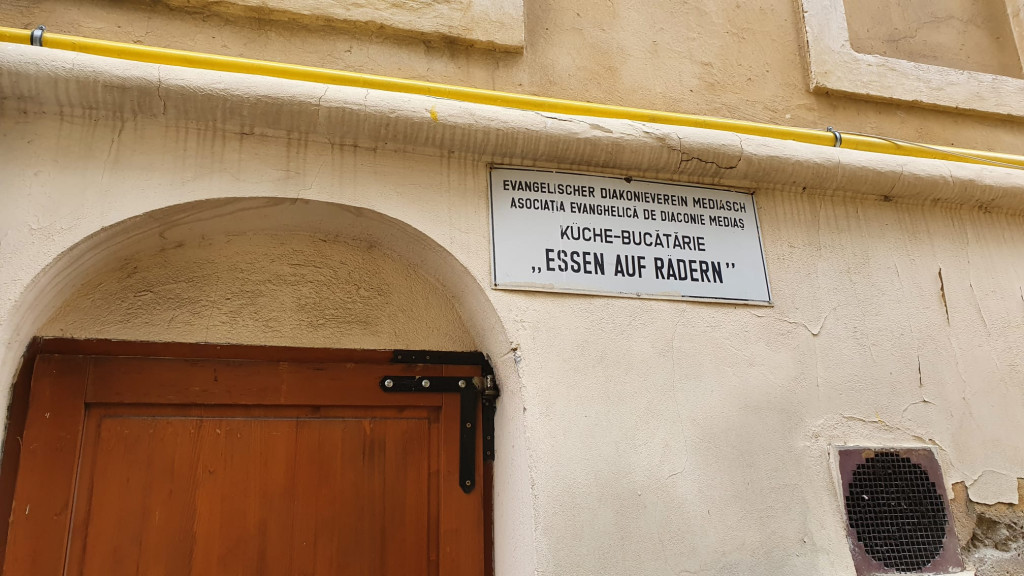 EVANGELISCHER DIAKONIEVEREIN MEDIASCH
ASOCIAȚIA EVANGHELICĂ DE DIACONIE MEDIAȘ
KÜCHE-BUCĂTĂRIE
„ESSEN AUF RÄDERN”